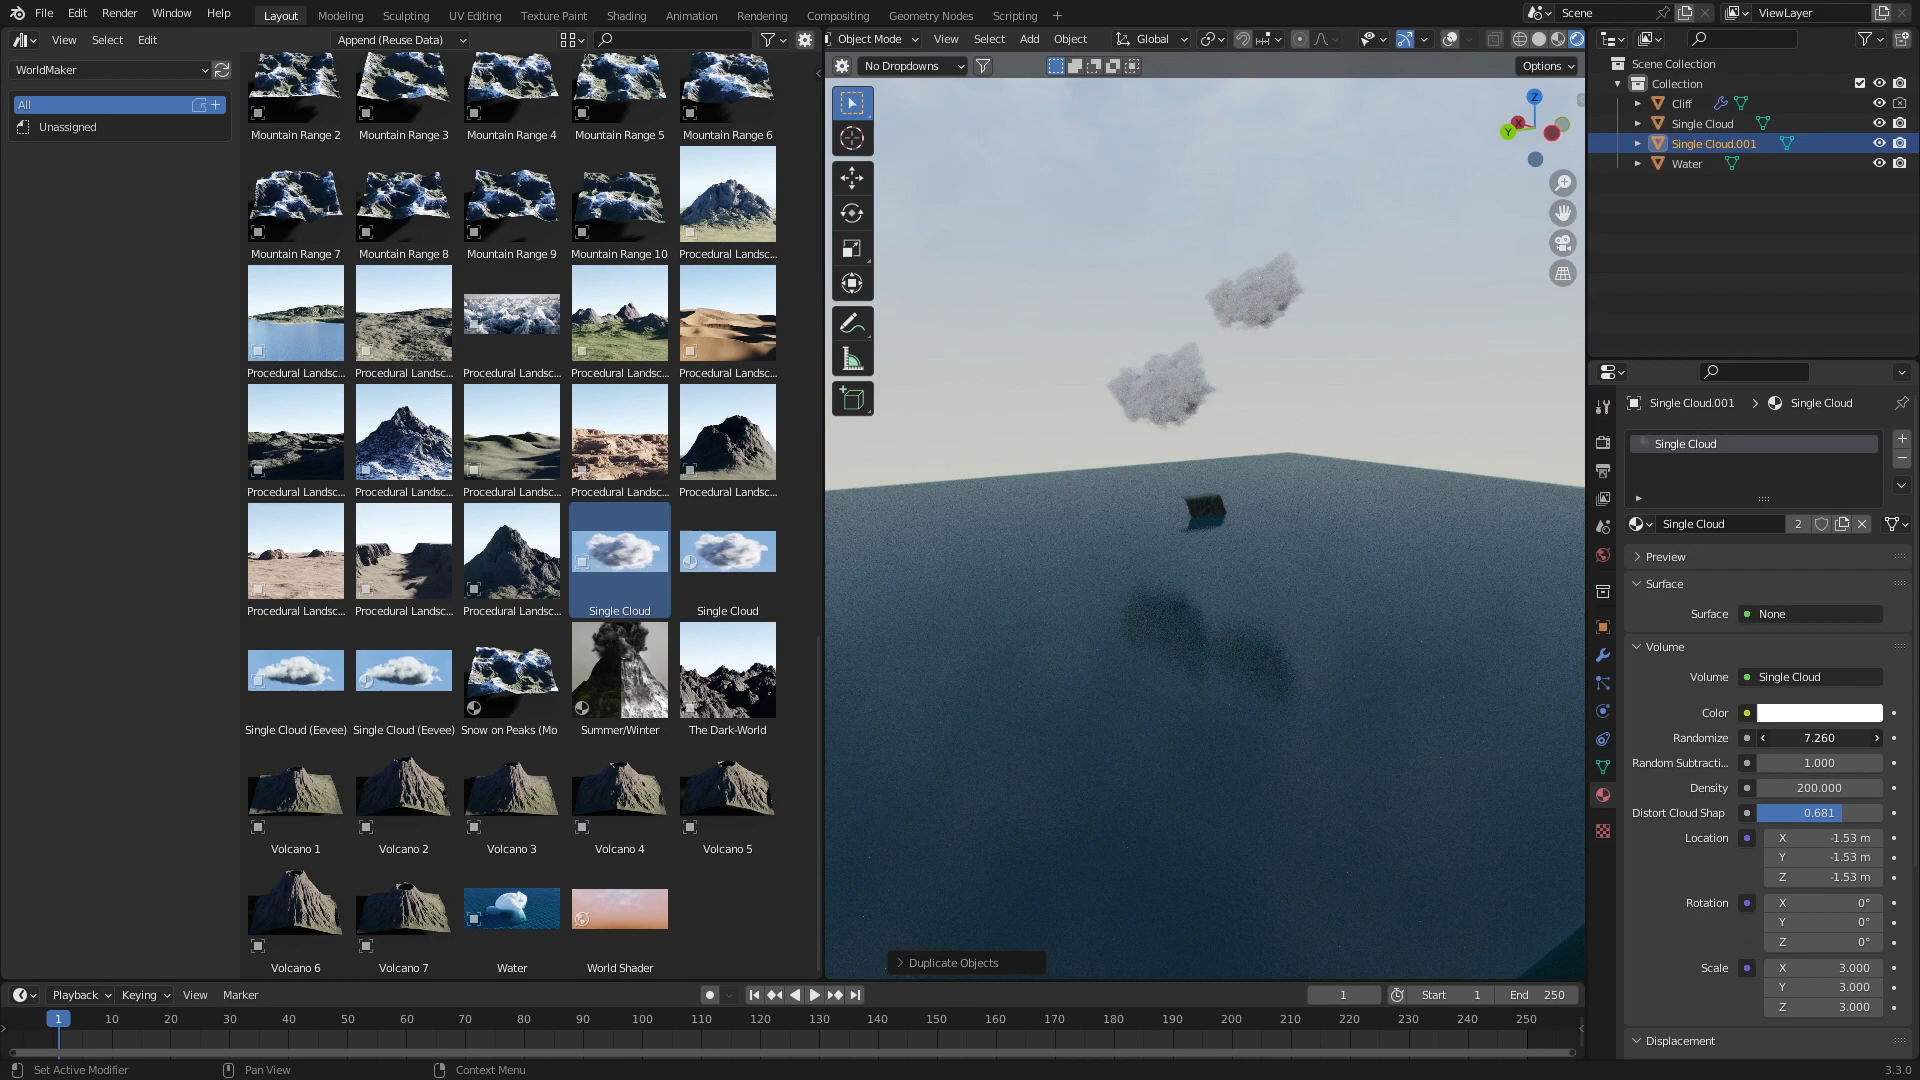 File Edit Render Window Help
Layout Modeling Sculpting UV Editing Texture Paint Shading Animation Rendering Compositing Geometry Nodes Scripting +
Scene
ViewLayer
View Select Edit
Append (Reuse Data)
Object Mode View Select Add Object
Global
WorldMaker
No Dropdowns
Options
All
Unassigned
Mountain Range 2 Mountain Range 3 Mountain Range 4 Mountain Range 5 Mountain Range 6
Mountain Range 7 Mountain Range 8 Mountain Range 9 Mountain Range 10 Procedural Landsc...
Procedural Landsc... Procedural Landsc... Procedural Landsc... Procedural Landsc... Procedural Landsc...
Procedural Landsc... Procedural Landsc... Procedural Landsc... Procedural Landsc... Procedural Landsc...
Procedural Landsc... Procedural Landsc... Procedural Landsc... Single Cloud Single Cloud
Single Cloud (Eevee) Single Cloud (Eevee) Snow on Peaks (Mo Summer/Winter The Dark-World
Volcano 1 Volcano 2 Volcano 3 Volcano 4 Volcano 5
Volcano 6 Volcano 7 Water World Shader
Z
X
Y
Duplicate Objects
Scene Collection
Collection
Cliff
Single Cloud
Single Cloud.001
Water
Single Cloud.001 > Single Cloud
Single Cloud
Single Cloud 2
Preview
Surface
Surface None
Volume
Volume Single Cloud
Color
Randomize 7.260
Random Subtracti... 1.000
Density 200.000
Distort Cloud Shap 0.681
Location X -1.53 m
Y -1.53 m
Z -1.53 m
Rotation X 0°
Y 0°
Z 0°
Scale X 3.000
Y 3.000
Z 3.000
Displacement
Playback Keying View Marker
1 Start 1 End 250
1 10 20 30 40 50 60 70 80 90 100 110 120 130 140 150 160 170 180 190 200 210 220 230 240 250
Set Active Modifier Pan View Context Menu
3.3.0